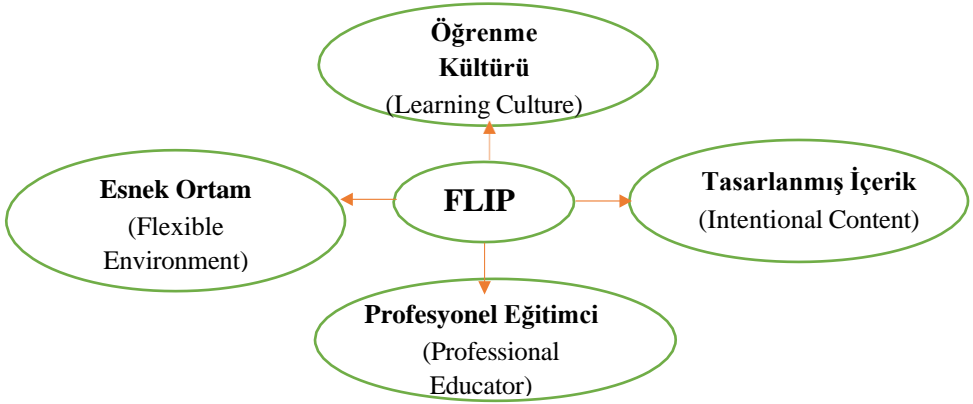 Öğrenme
Kültürü
(Learning Culture)
Esnek Ortam
(Flexible
Environment)
FLIP
Tasarlanmış İçerik
(Intentional Content)
Profesyonel Eğitimci
(Professional
Educator)